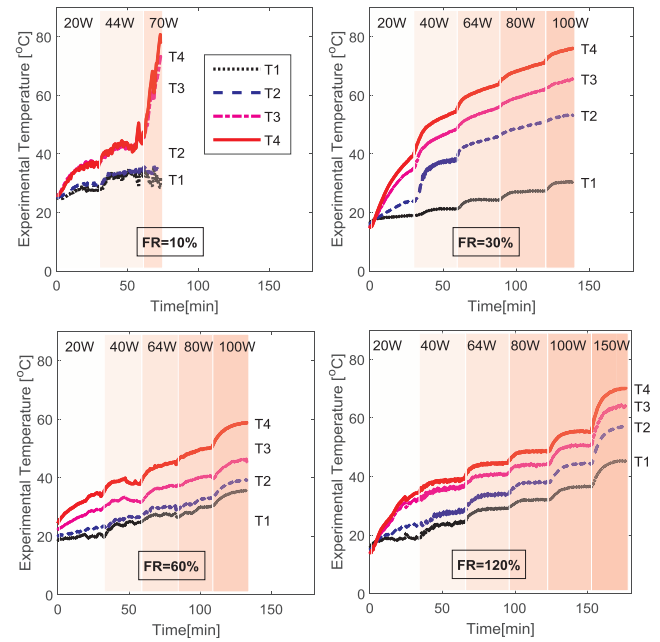 20W 44W 70W
80
60
40
20
0
Experimental Temperature [°C]
T4
T3
T2
T1
T1
T2
T3
T4
FR=10%
0 50 100 150
Time[min]
20W 40W 64W 80W 100W
80
60
40
20
0
Experimental Temperature [°C]
T4
T3
T2
T1
FR=30%
0 50 100 150
Time[min]
20W 40W 64W 80W 100W
80
60
40
20
0
Experimental Temperature [°C]
T4
T3
T2
T1
FR=60%
0 50 100 150
Time[min]
20W 40W 64W 80W 100W 150W
80
60
40
20
0
Experimental Temperature [°C]
T4
T3
T2
T1
FR=120%
0 50 100 150
Time[min]